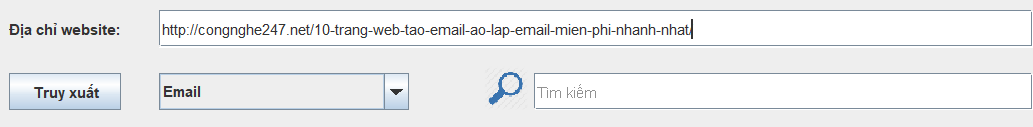 Địa chỉ website: http://congnghe247.net/10-trang-web-tao-email-ao-lap-email-mien-phi-nhanh-nhat/
Truy xuất Email Tìm kiếm